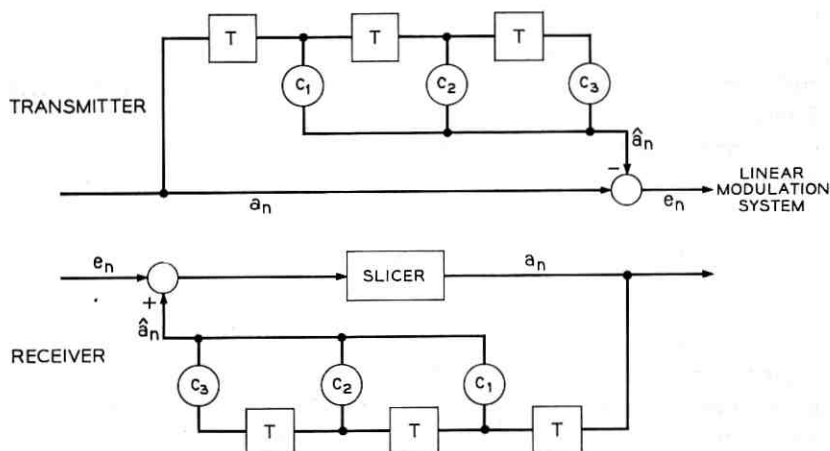 T T T
C1 C2 C3
TRANSMITTER
ân
−
an
en
LINEAR
MODULATION
SYSTEM
en
SLICER
an
+
ân
RECEIVER
C3 C2 C1
T T T